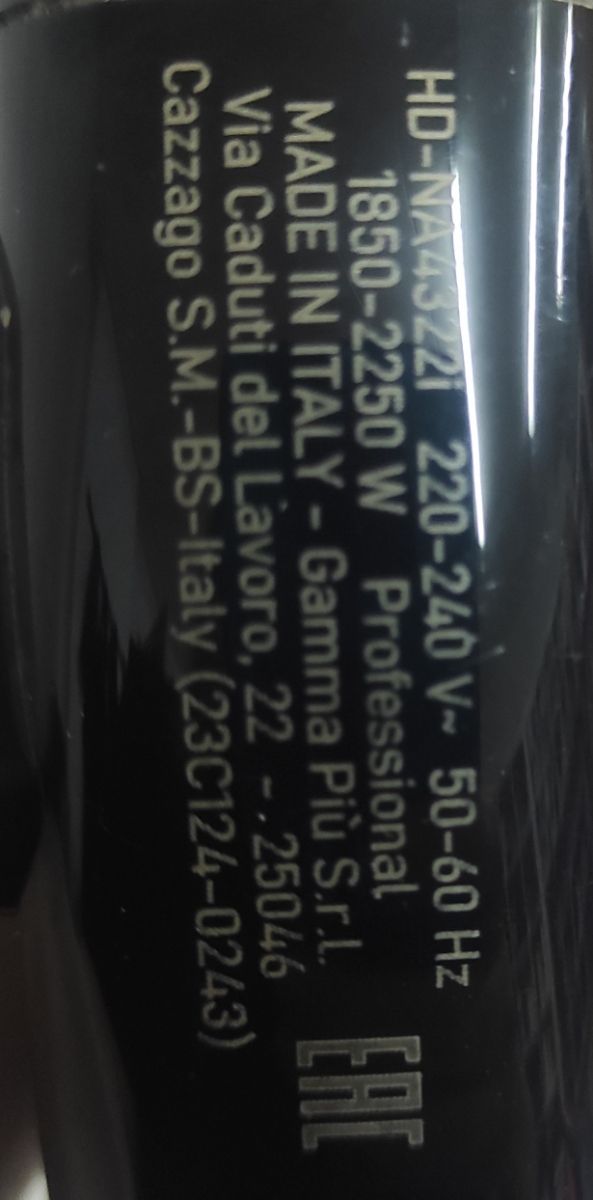 HD-NA4322i 220-240 V~ 50-60 Hz
1850-2250 W Professional
MADE IN ITALY - Gamma Più S.r.l.
Via Caduti del Lavoro, 22 - 25046
Cazzago S.M.-BS-Italy (23C124-0243)
EAC